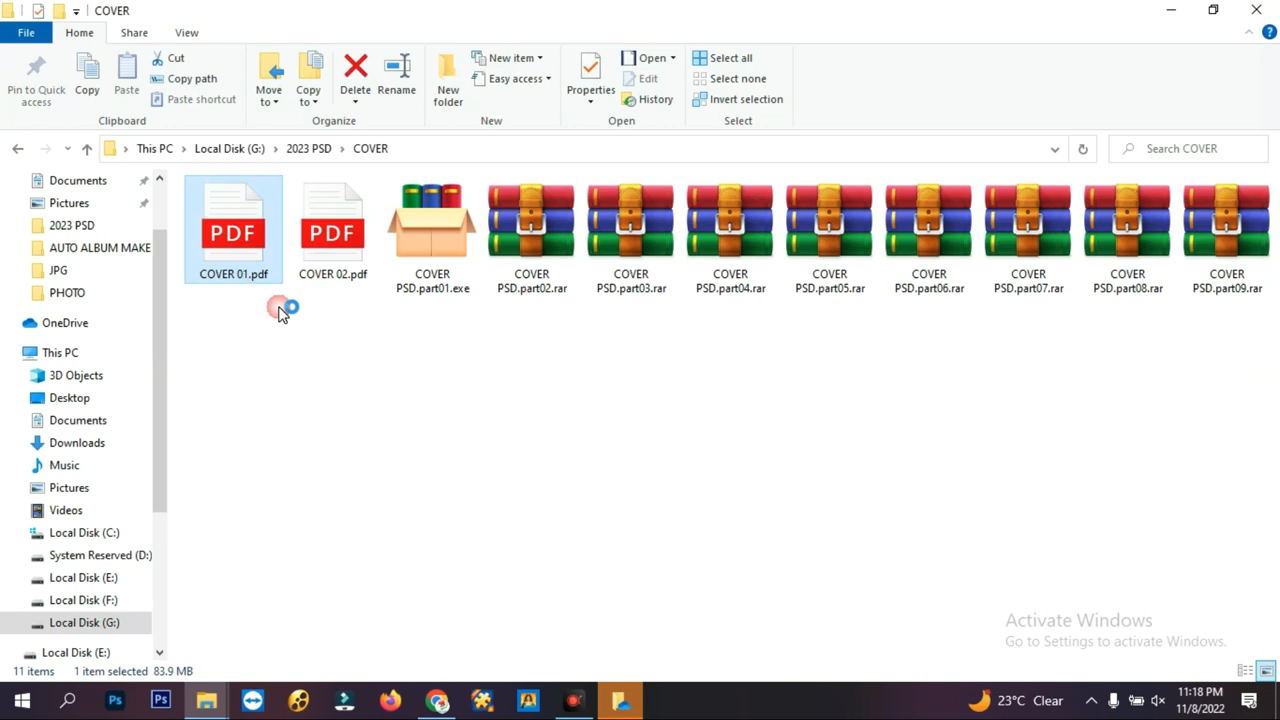 COVER
File
Home
Share
View
Pin to Quick access
Copy
Paste
Cut
Copy path
Paste shortcut
Move to
Copy to
Delete
Rename
New folder
New item
Easy access
Properties
Open
Edit
History
Select all
Select none
Invert selection
Clipboard
Organize
New
Open
Select
This PC > Local Disk (G:) > 2023 PSD > COVER
Search COVER
Documents
Pictures
2023 PSD
AUTO ALBUM MAKE
JPG
PHOTO
OneDrive
This PC
3D Objects
Desktop
Documents
Downloads
Music
Pictures
Videos
Local Disk (C:)
System Reserved (D:)
Local Disk (E:)
Local Disk (F:)
Local Disk (G:)
Local Disk (E:)
PDF
COVER 01.pdf
PDF
COVER 02.pdf
COVER
PSD.part01.exe
COVER
PSD.part02.rar
COVER
PSD.part03.rar
COVER
PSD.part04.rar
COVER
PSD.part05.rar
COVER
PSD.part06.rar
COVER
PSD.part07.rar
COVER
PSD.part08.rar
COVER
PSD.part09.rar
Activate Windows
Go to Settings to activate Windows.
11 items 1 item selected 83.9 MB
Ps
Ps
23°C Clear
11:18 PM
11/8/2022